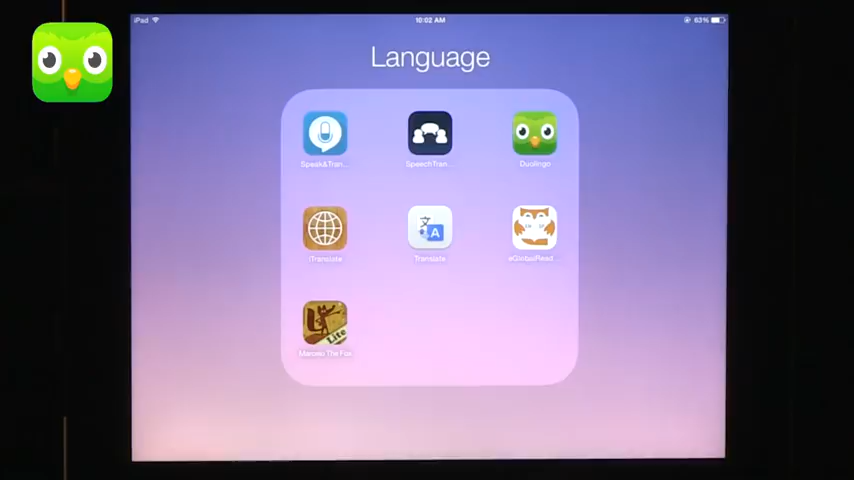 iPad
10:02 AM
63%
Language
Speak&Tran...
SpeechTran...
Duolingo
iTranslate
Translate
eGlobalRead...
Marcelo The Fox
Lite